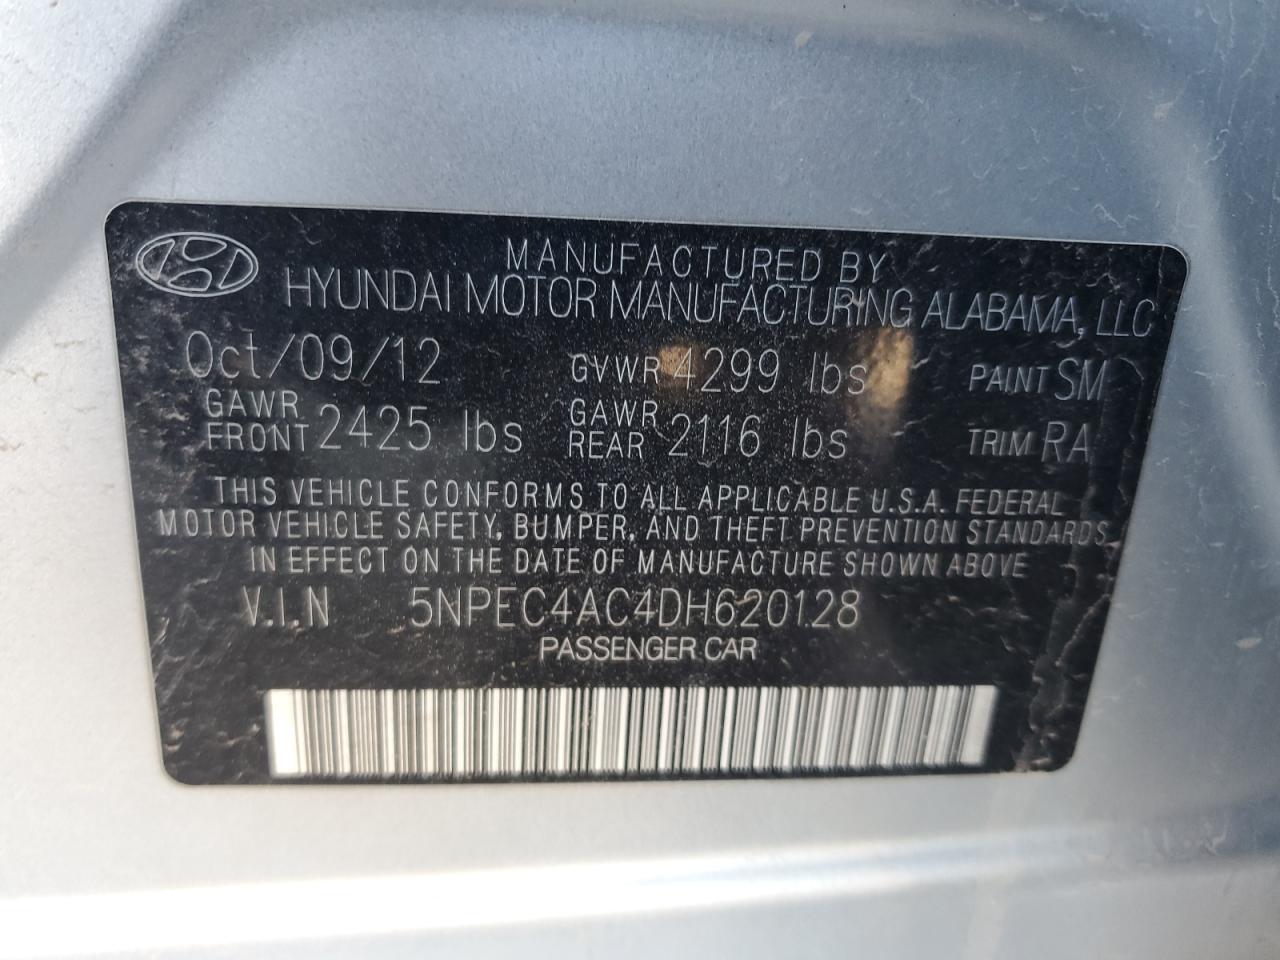 MANUFACTURED BY
HYUNDAI MOTOR MANUFACTURING ALABAMA, LLC
Oct/09/12 GVWR 4299 lbs PAINT SM
GAWR FRONT 2425 lbs GAWR REAR 2116 lbs TRIM RA
THIS VEHICLE CONFORMS TO ALL APPLICABLE U.S.A. FEDERAL
MOTOR VEHICLE SAFETY, BUMPER, AND THEFT PREVENTION STANDARDS
IN EFFECT ON THE DATE OF MANUFACTURE SHOWN ABOVE
V.I.N 5NPEC4AC4DH620128
PASSENGER CAR